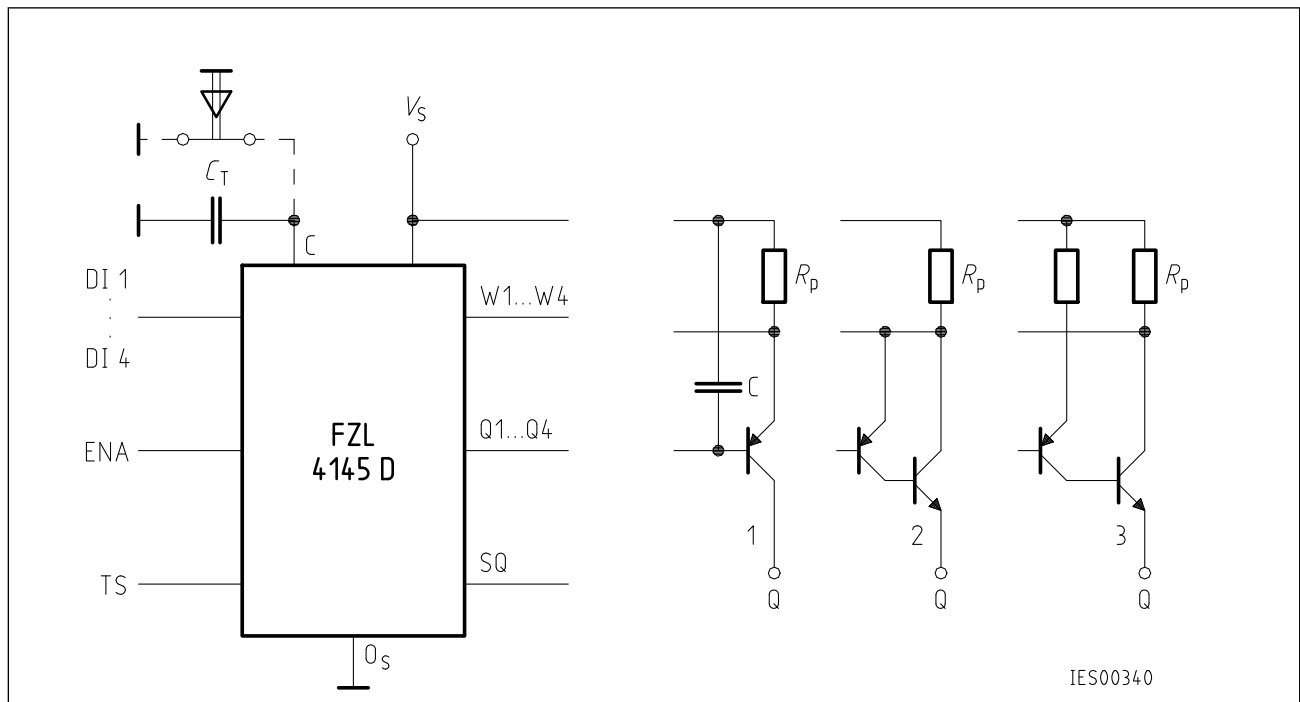 V_S
C_T
C
DI 1
.
.
DI 4
ENA
TS
FZL
4145 D
W1...W4
Q1...Q4
SQ
O_S
R_p
C
1
Q
R_p
2
Q
R_p
3
Q
IES00340